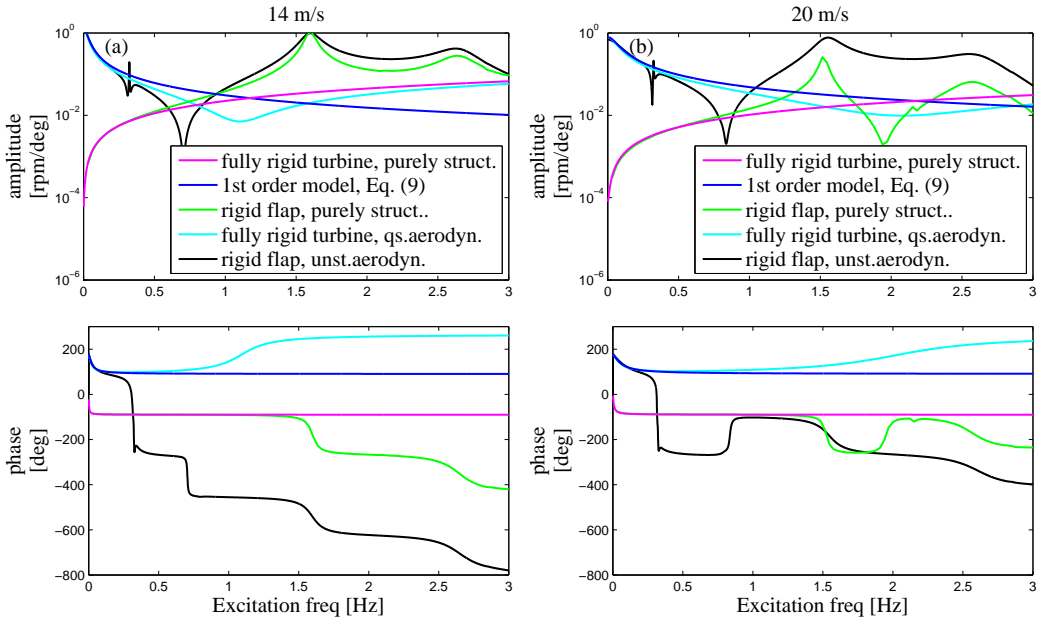 14 m/s
20 m/s
(a)
10^0
10^-2
10^-4
10^-6
amplitude
[rpm/deg]
fully rigid turbine, purely struct.
1st order model, Eq. (9)
rigid flap, purely struct..
fully rigid turbine, qs.aerodyn.
rigid flap, unst.aerodyn.
0 0.5 1 1.5 2 2.5 3
(b)
10^0
10^-2
10^-4
10^-6
amplitude
[rpm/deg]
fully rigid turbine, purely struct.
1st order model, Eq. (9)
rigid flap, purely struct..
fully rigid turbine, qs.aerodyn.
rigid flap, unst.aerodyn.
0 0.5 1 1.5 2 2.5 3
200
0
−200
−400
−600
−800
phase
[deg]
0 0.5 1 1.5 2 2.5 3
Excitation freq [Hz]
200
0
−200
−400
−600
−800
phase
[deg]
0 0.5 1 1.5 2 2.5 3
Excitation freq [Hz]